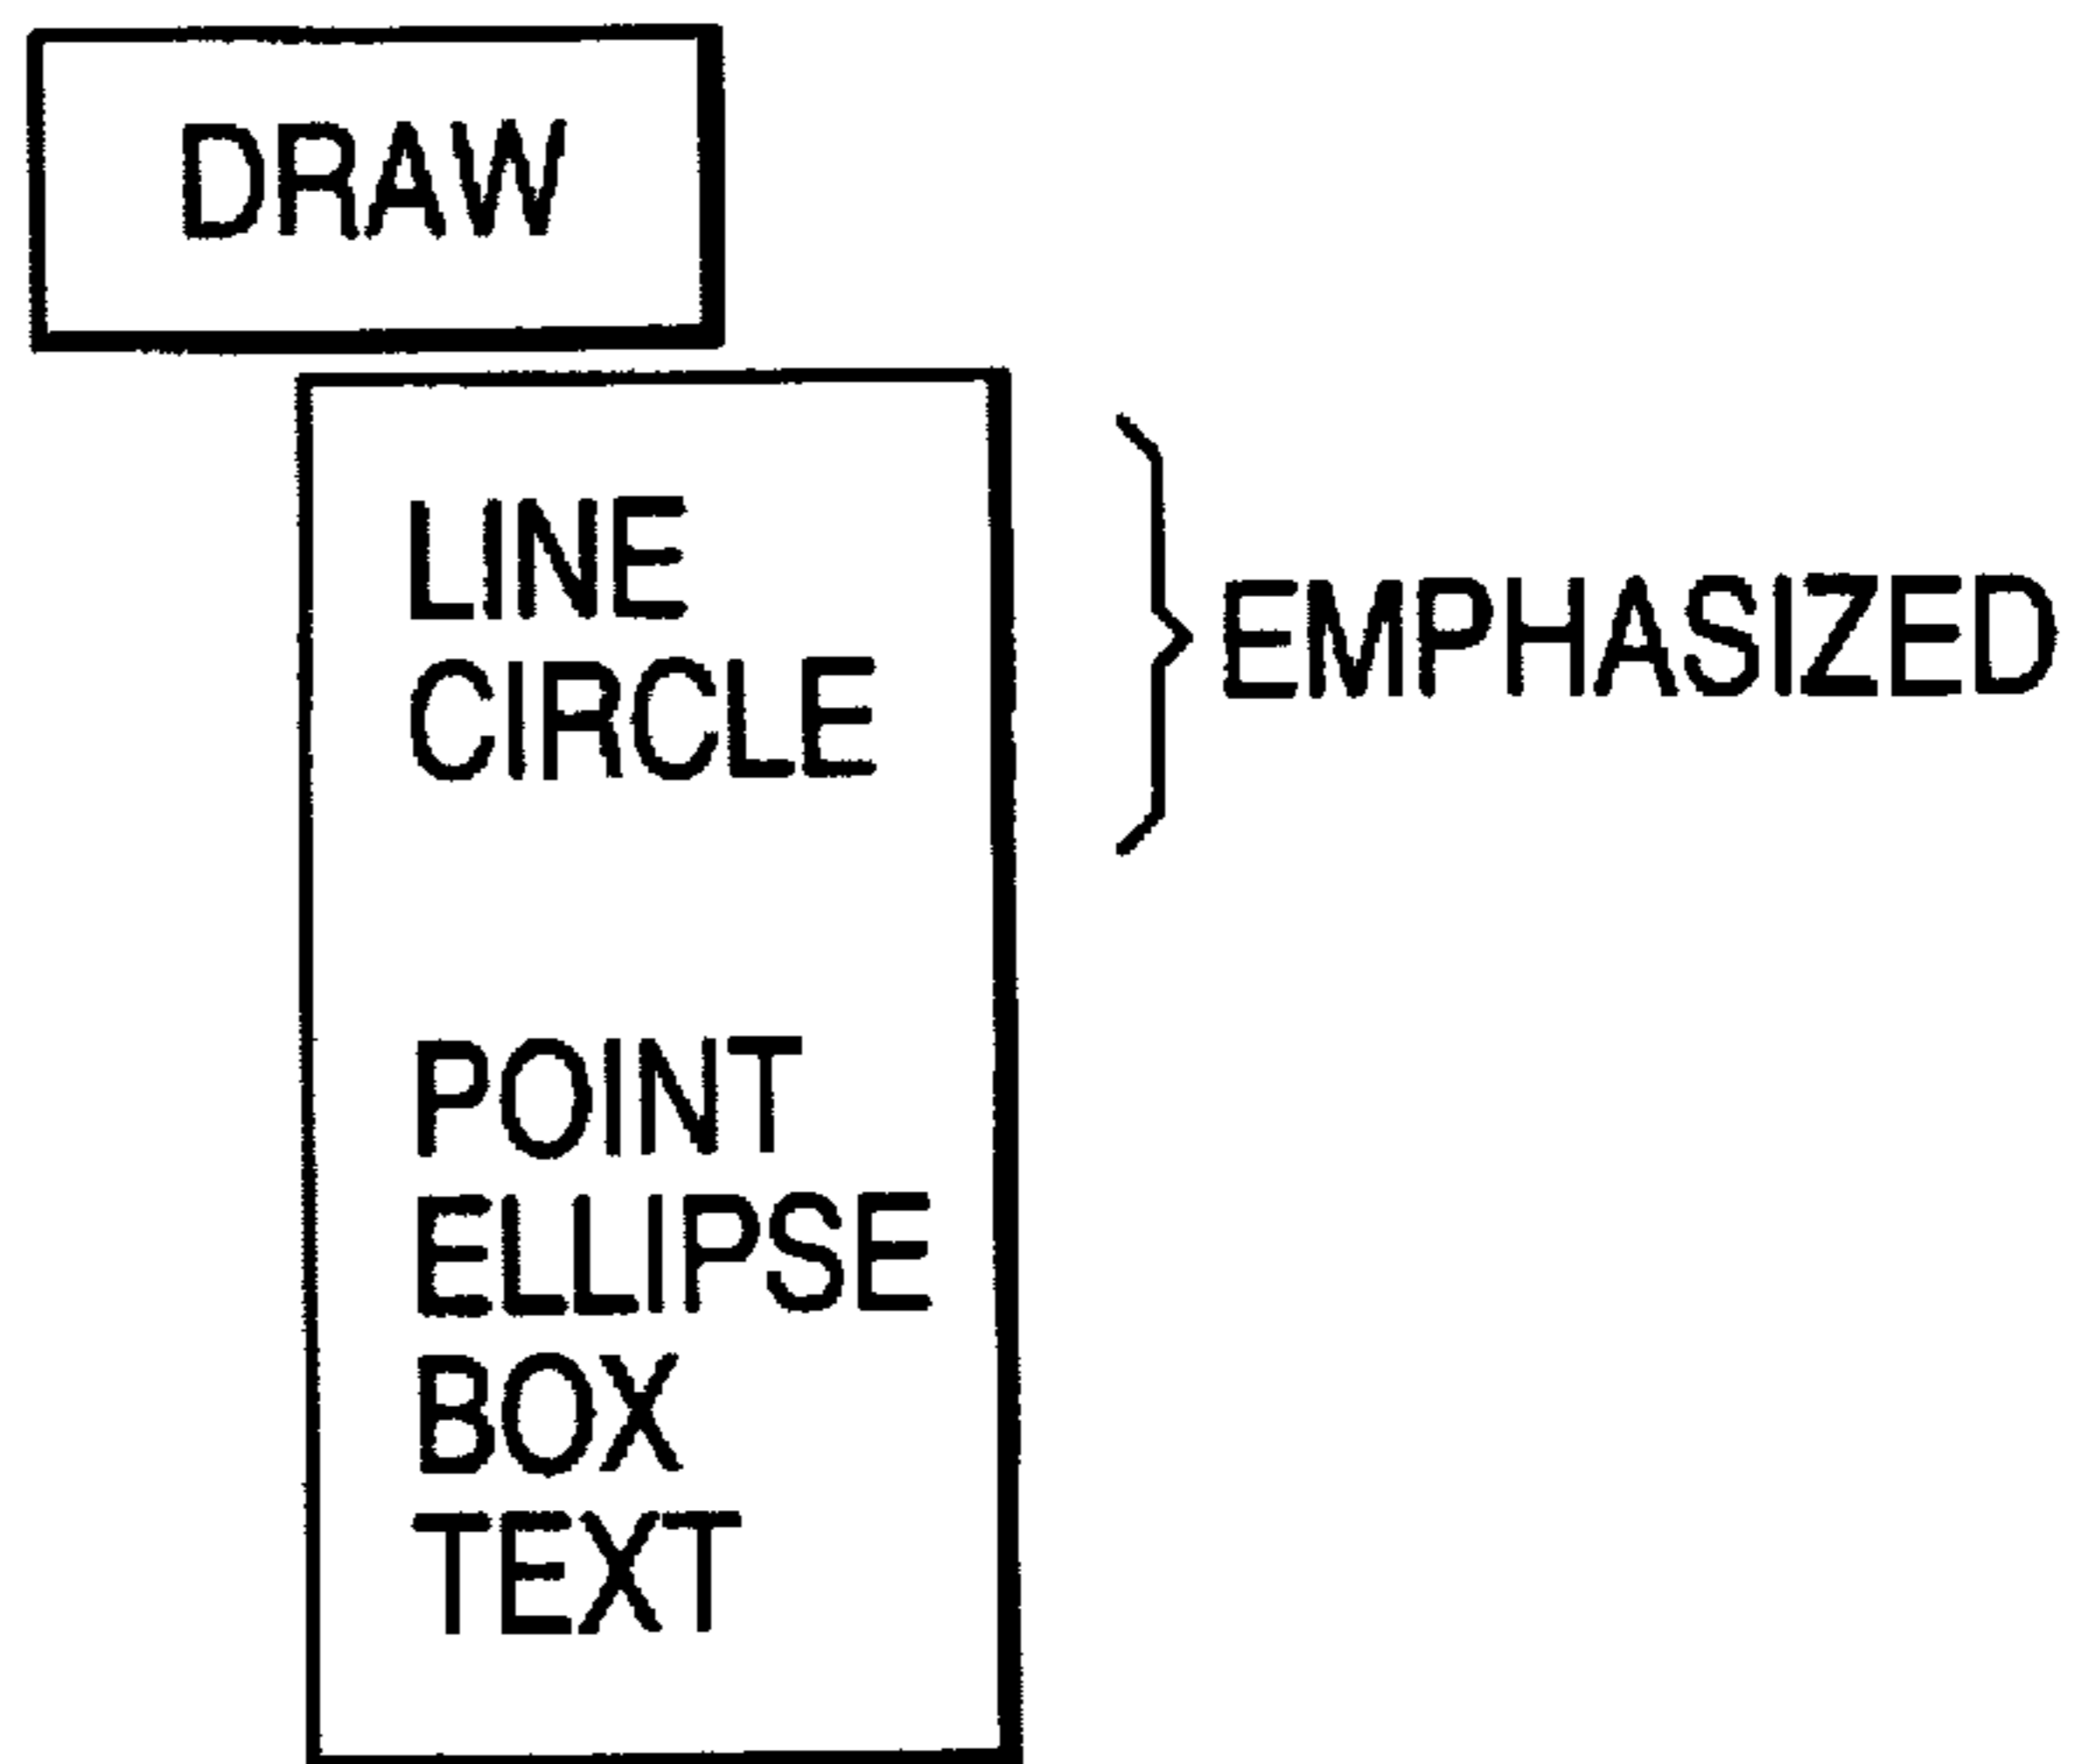 DRAW
LINE
CIRCLE
EMPHASIZED
POINT
ELLIPSE
BOX
TEXT